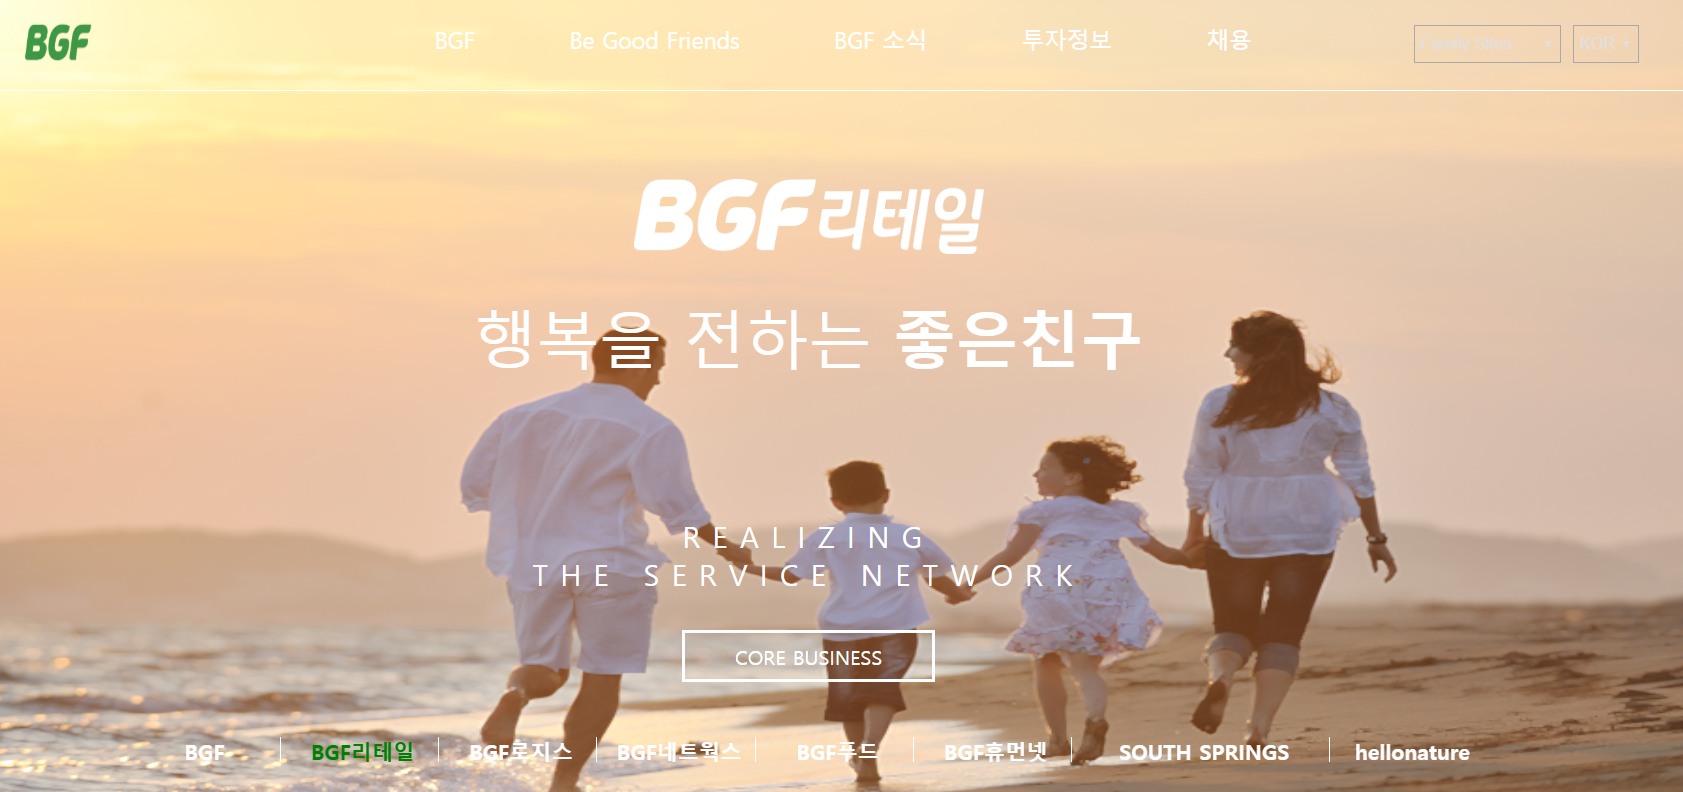 BGF
BGF Be Good Friends BGF 소식 투자정보 채용
Family Sites KOR
BGF리테일
행복을 전하는 좋은친구
REALIZING
THE SERVICE NETWORK
CORE BUSINESS
BGF BGF리테일 BGF로지스 BGF네트웍스 BGF푸드 BGF휴먼넷 SOUTH SPRINGS hellonature